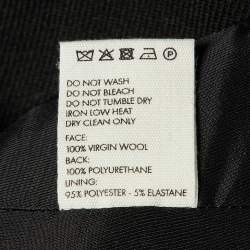 DO NOT WASH
DO NOT BLEACH
DO NOT TUMBLE DRY
IRON LOW HEAT
DRY CLEAN ONLY
FACE:
100% VIRGIN WOOL
BACK:
100% POLYURETHANE
LINING:
95% POLYESTER - 5% ELASTANE